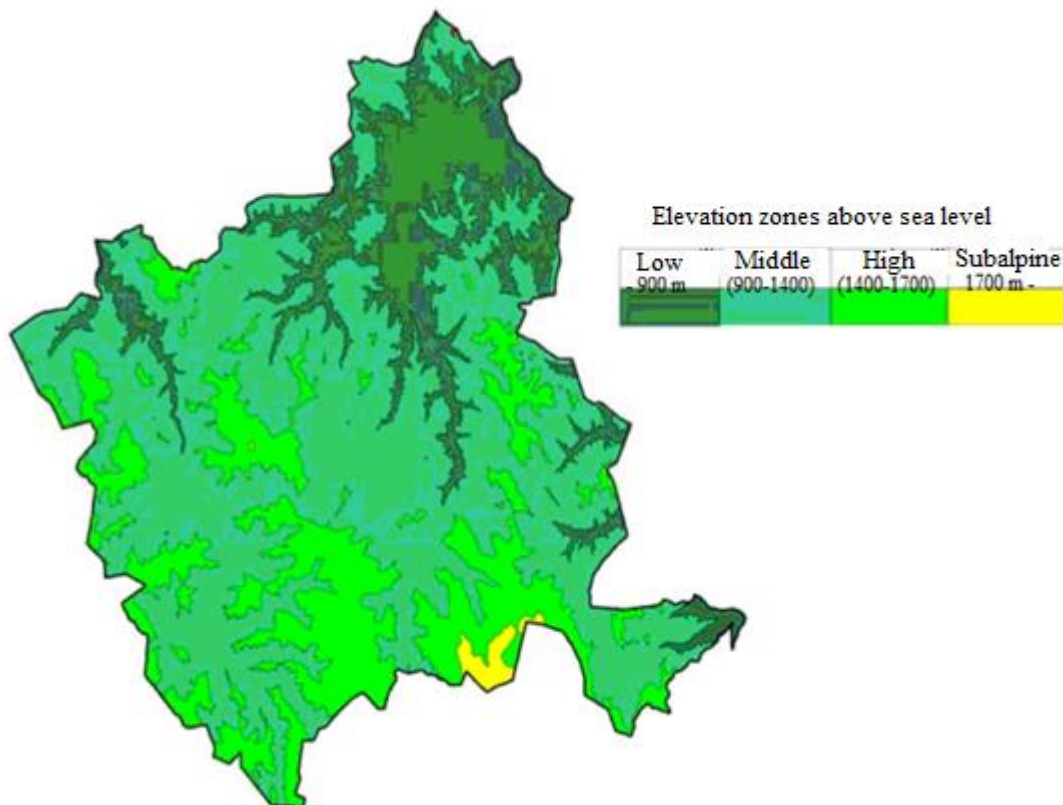 Elevation zones above sea level
Low Middle High Subalpine
- 900 m (900-1400) (1400-1700) 1700 m -